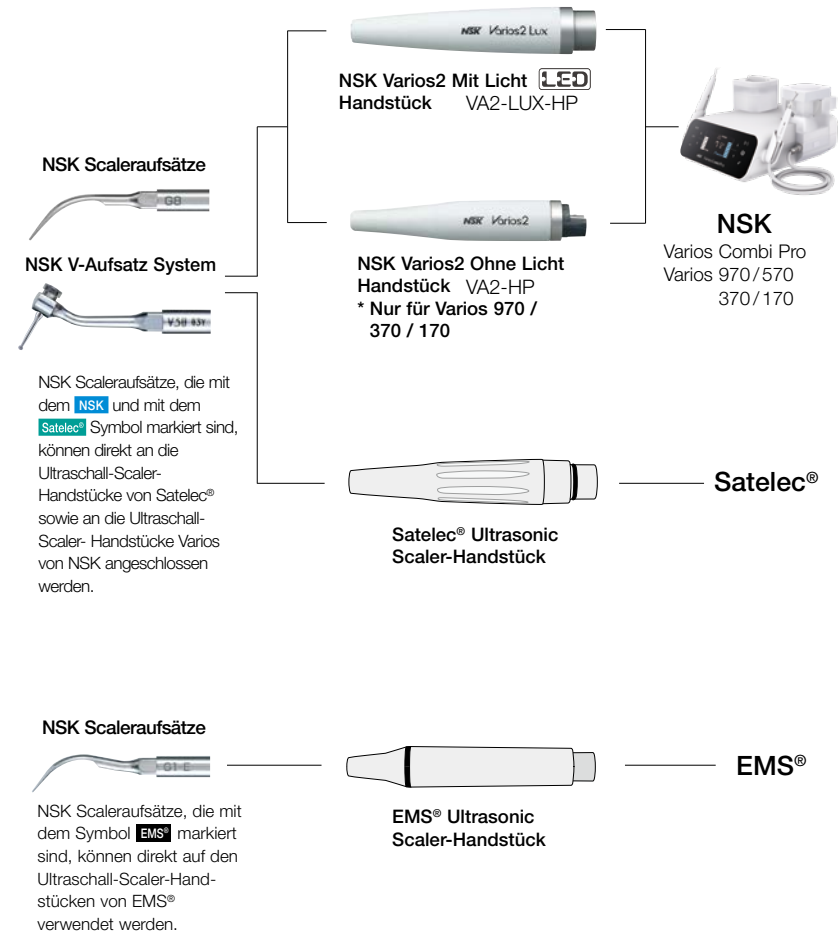 NSK Varios2 Lux
NSK Varios2 Mit Licht LED
Handstück VA2-LUX-HP
NSK Scaleraufsätze
G8
NSK V-Aufsatz System
V.S8 83Y
NSK Varios2
NSK Varios2 Ohne Licht
Handstück VA2-HP
* Nur für Varios 970 /
370 / 170
NSK
Varios Combi Pro
Varios 970/570
370/170
NSK Scaleraufsätze, die mit
dem NSK und mit dem
Satelec® Symbol markiert sind,
können direkt an die
Ultraschall-Scaler-
Handstücke von Satelec®
sowie an die Ultraschall-
Scaler- Handstücke Varios
von NSK angeschlossen
werden.
Satelec® Ultrasonic
Scaler-Handstück
Satelec®
NSK Scaleraufsätze
G1-E
NSK Scaleraufsätze, die mit
dem Symbol EMS® markiert
sind, können direkt auf den
Ultraschall-Scaler-Hand-
stücken von EMS®
verwendet werden.
EMS® Ultrasonic
Scaler-Handstück
EMS®